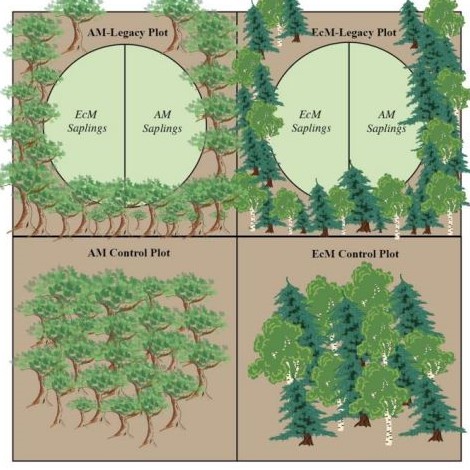 AM-Legacy Plot
EcM-Legacy Plot
EcM
Saplings
AM
Saplings
EcM
Saplings
AM
Saplings
AM Control Plot
EcM Control Plot